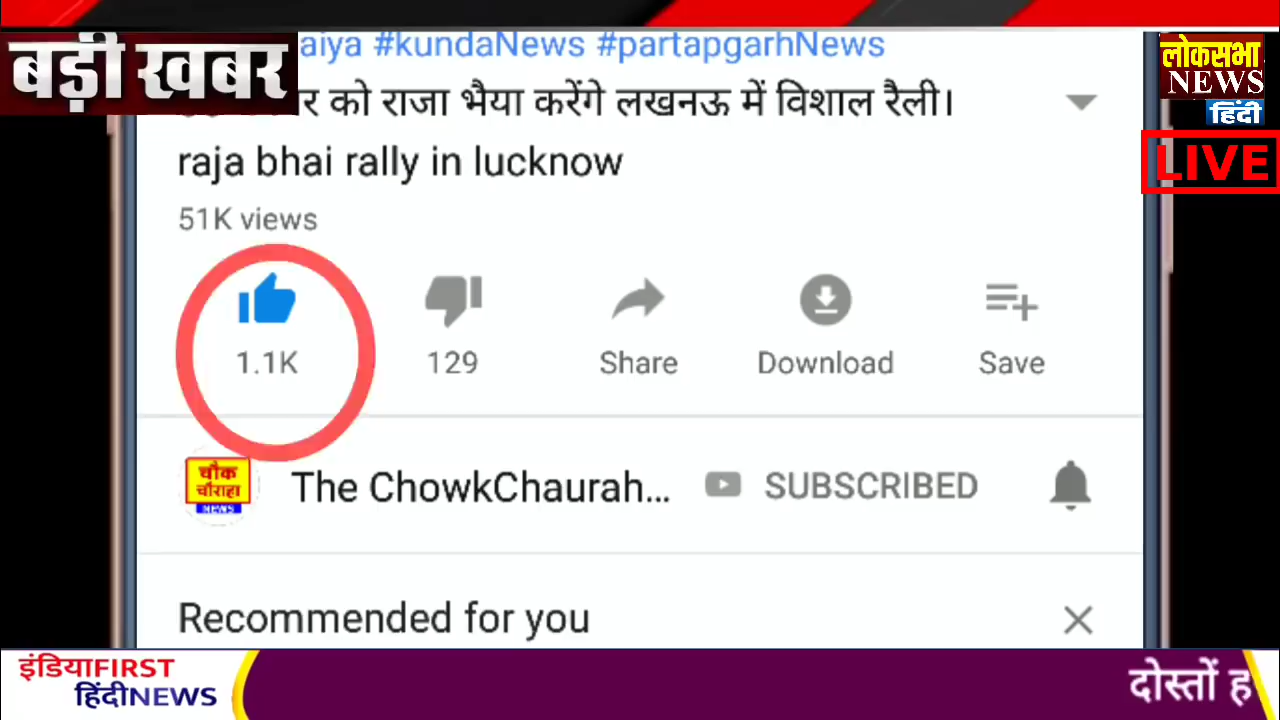 बड़ी खबर
#kundaNews #partapgarhNews
को राजा भैया करेंगे लखनऊ में विशाल रैली।
raja bhai rally in lucknow
51K views
1.1K
129
Share
Download
Save
चौक
चौराहा
NEWS
The ChowkChaurah...
SUBSCRIBED
Recommended for you
लोकसभा
NEWS
हिंदी
LIVE
इंडियाFIRST
हिंदीNEWS
दोस्तों ह